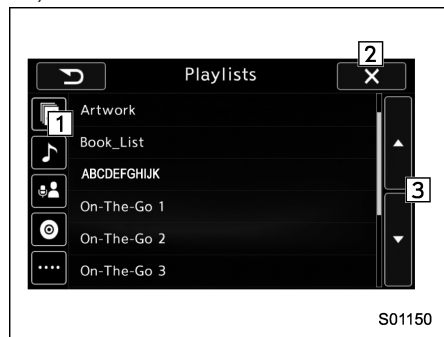 2
Playlists
Artwork
1
Book_List
ABCDEFGHIJK
3
On-The-Go 1
On-The-Go 2
On-The-Go 3
S01150